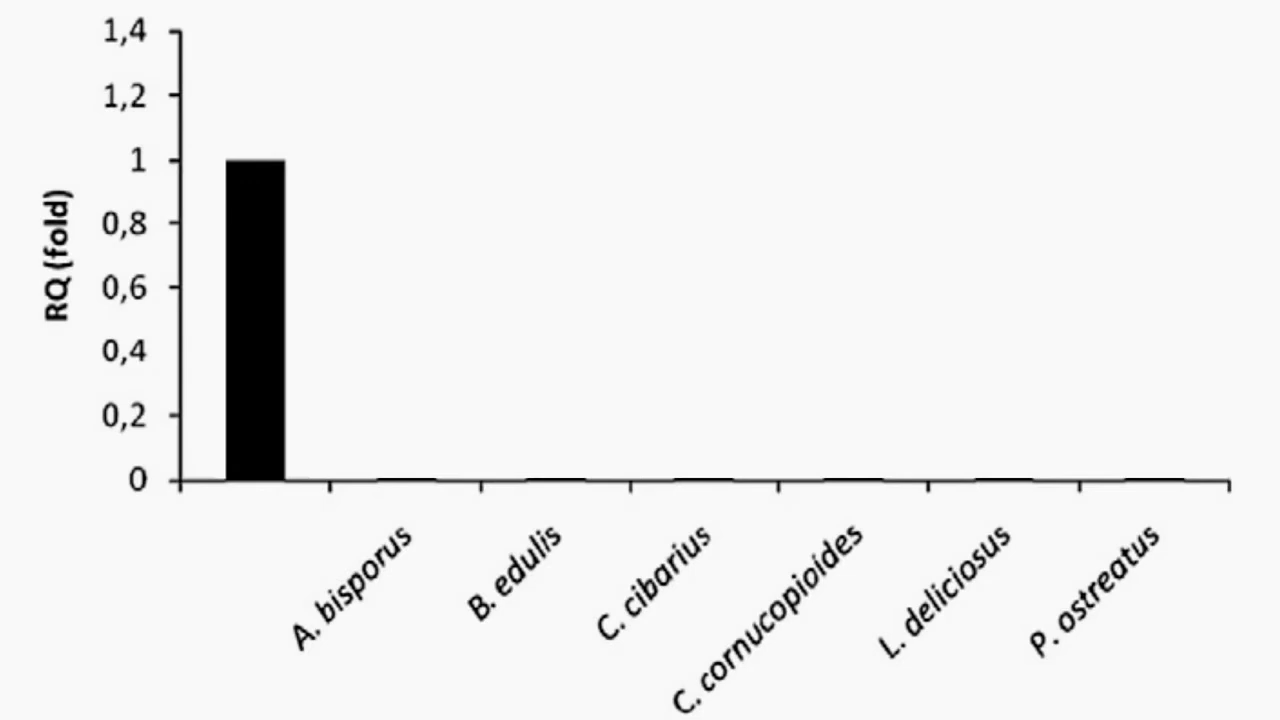 1,4
1,2
1
0,8
0,6
0,4
0,2
0
RQ (fold)
A. bisporus
B. edulis
C. cibarius
C. cornucopioides
L. deliciosus
P. ostreatus